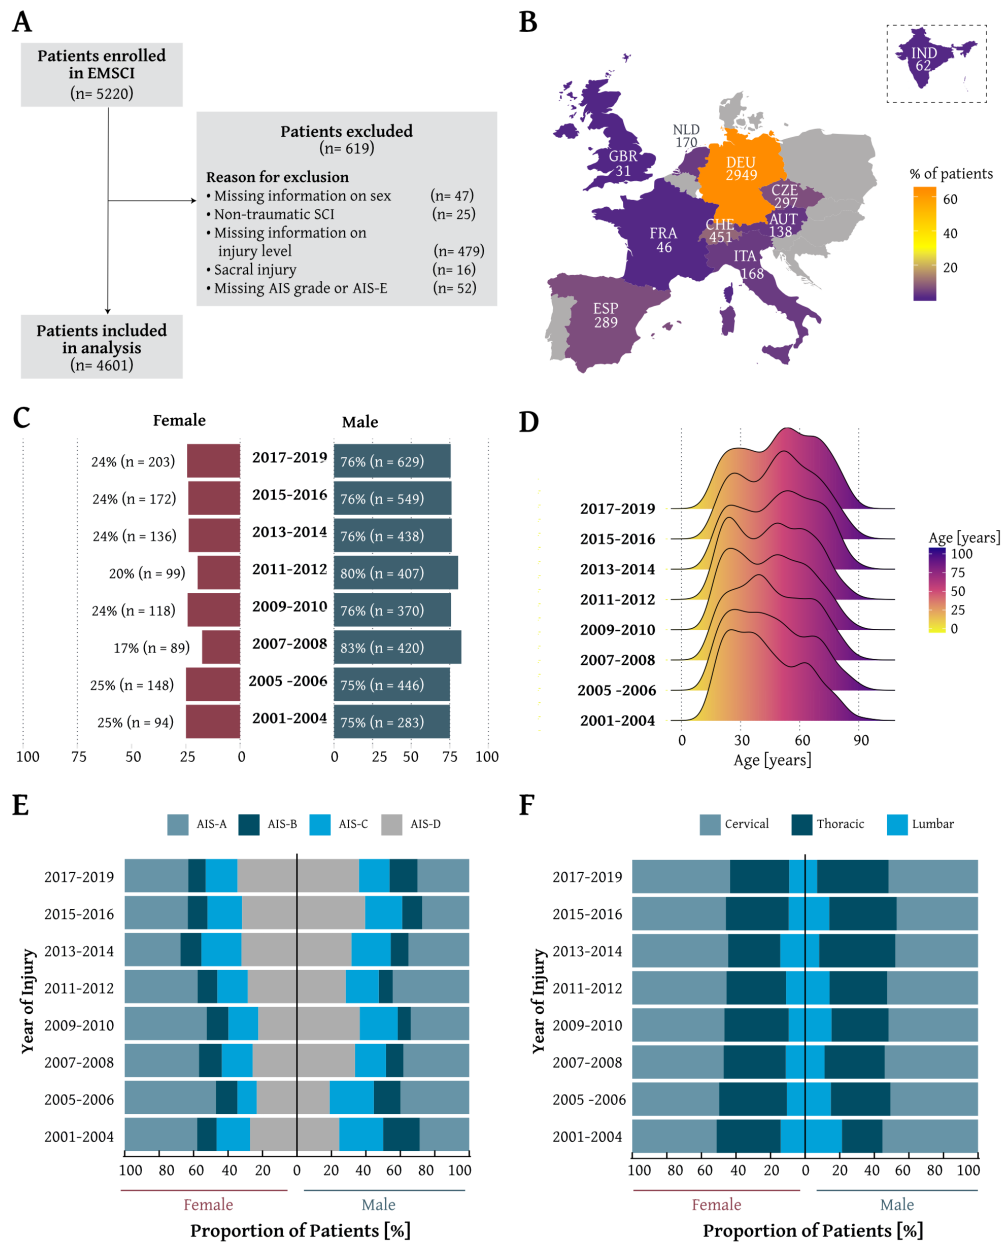 A
Patients enrolled
in EMSCI
(n= 5220)
Patients excluded
(n= 619)
Reason for exclusion
• Missing information on sex (n= 47)
• Non-traumatic SCI (n= 25)
• Missing information on
injury level (n= 479)
• Sacral injury (n= 16)
• Missing AIS grade or AIS-E (n= 52)
Patients included
in analysis
(n= 4601)
B
IND
62
NLD
170
GBR
31
DEU
2949
CZE
297
AUT
138
CHE
451
FRA
46
ITA
168
ESP
289
% of patients
60
40
20
C
Female Male
24% (n = 203) 2017-2019 76% (n = 629)
24% (n = 172) 2015-2016 76% (n = 549)
24% (n = 136) 2013-2014 76% (n = 438)
20% (n = 99) 2011-2012 80% (n = 407)
24% (n = 118) 2009-2010 76% (n = 370)
17% (n = 89) 2007-2008 83% (n = 420)
25% (n = 148) 2005 -2006 75% (n = 446)
25% (n = 94) 2001-2004 75% (n = 283)
100 75 50 25 0 0 25 50 75 100
D
2017-2019
2015-2016
2013-2014
2011-2012
2009-2010
2007-2008
2005 -2006
2001-2004
0 30 60 90
Age [years]
Age [years]
100
75
50
25
0
E
AIS-A AIS-B AIS-C AIS-D
Year of Injury
2017-2019
2015-2016
2013-2014
2011-2012
2009-2010
2007-2008
2005-2006
2001-2004
100 80 60 40 20 0 20 40 60 80 100
Female Male
Proportion of Patients [%]
F
Cervical Thoracic Lumbar
Year of Injury
2017-2019
2015-2016
2013-2014
2011-2012
2009-2010
2007-2008
2005 -2006
2001-2004
100 80 60 40 20 0 20 40 60 80 100
Female Male
Proportion of Patients [%]